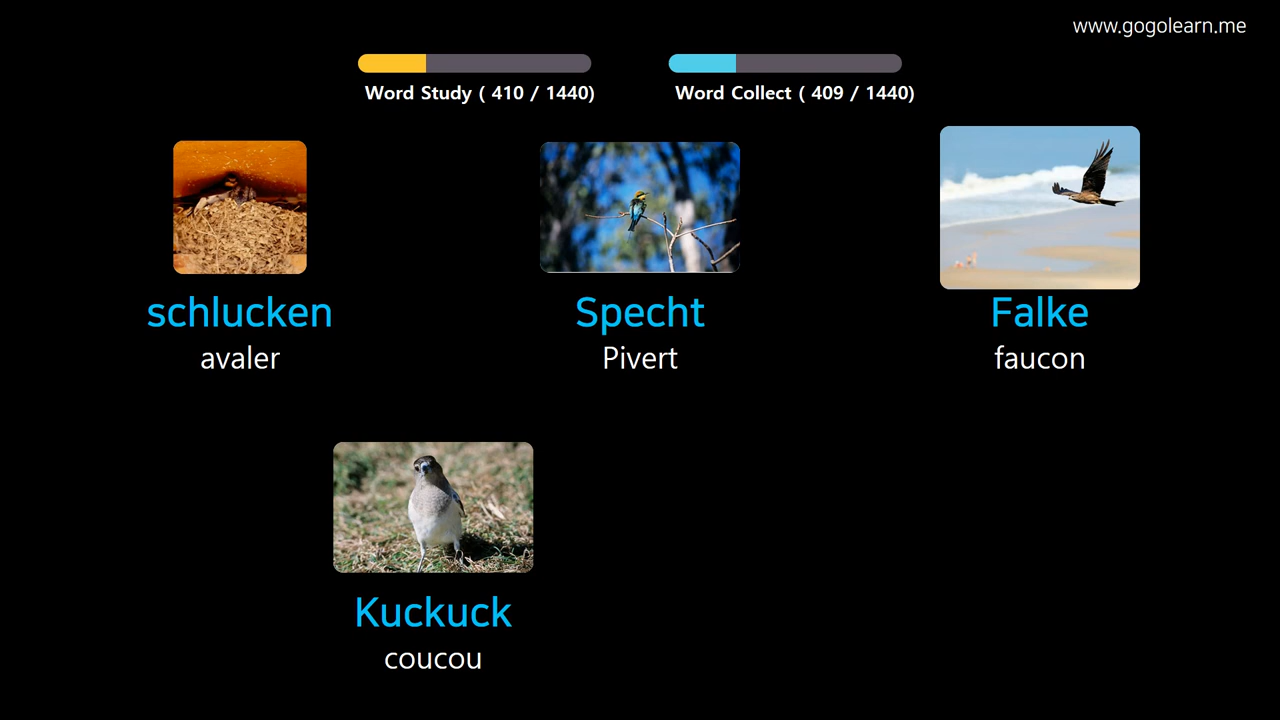 www.gogolearn.me
Word Study ( 410 / 1440)
Word Collect ( 409 / 1440)
schlucken
avaler
Specht
Pivert
Falke
faucon
Kuckuck
coucou